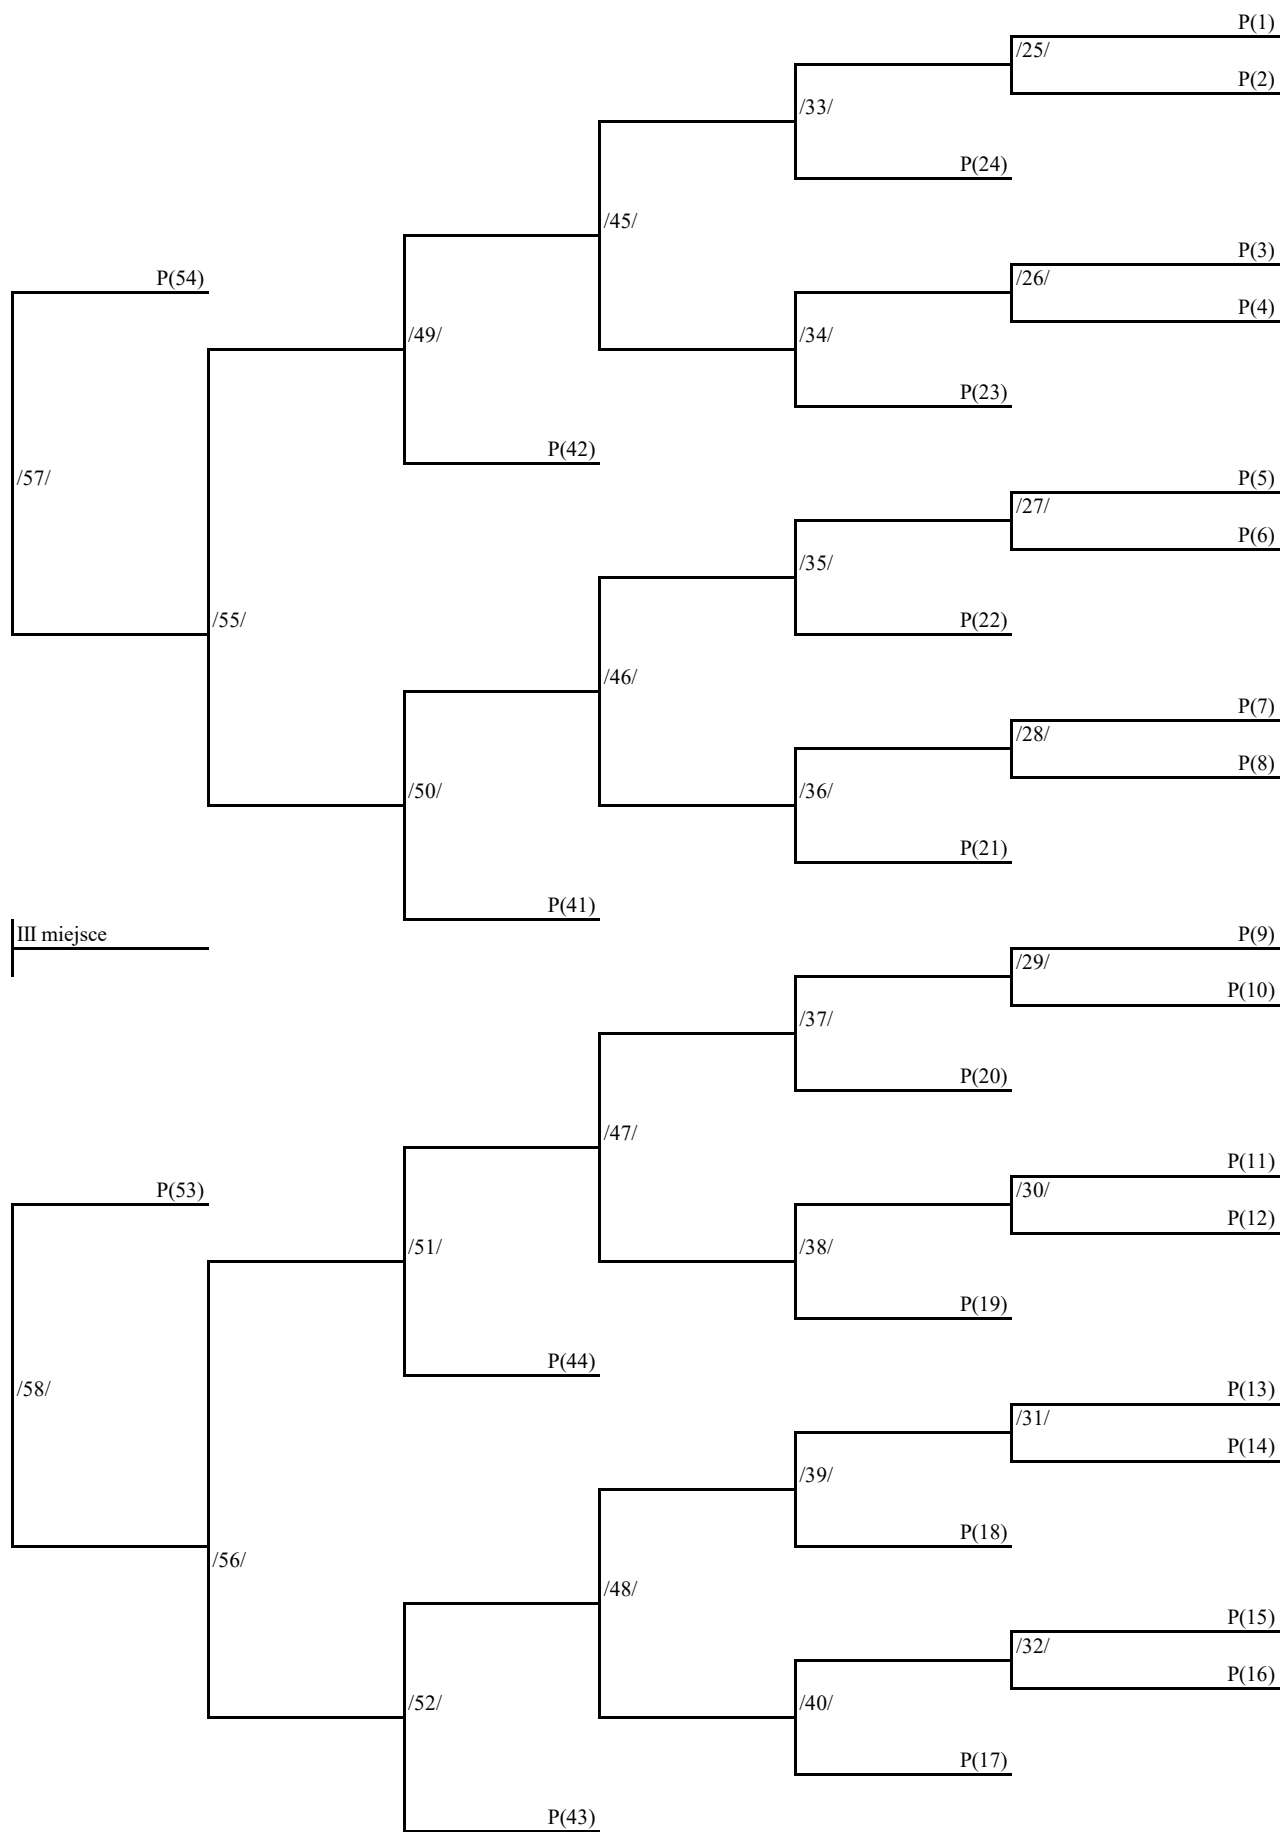 P(1)
/25/
P(2)
/33/
P(24)
/45/
P(3)
P(54)
/26/
P(4)
/49/
/34/
P(23)
P(42)
/57/
P(5)
/27/
P(6)
/35/
/55/
P(22)
/46/
P(7)
/28/
P(8)
/50/
/36/
P(21)
P(41)
III miejsce
P(9)
/29/
P(10)
/37/
P(20)
/47/
P(11)
P(53)
/30/
P(12)
/51/
/38/
P(19)
P(44)
/58/
P(13)
/31/
P(14)
/39/
P(18)
/56/
/48/
P(15)
/32/
P(16)
/52/
/40/
P(17)
P(43)